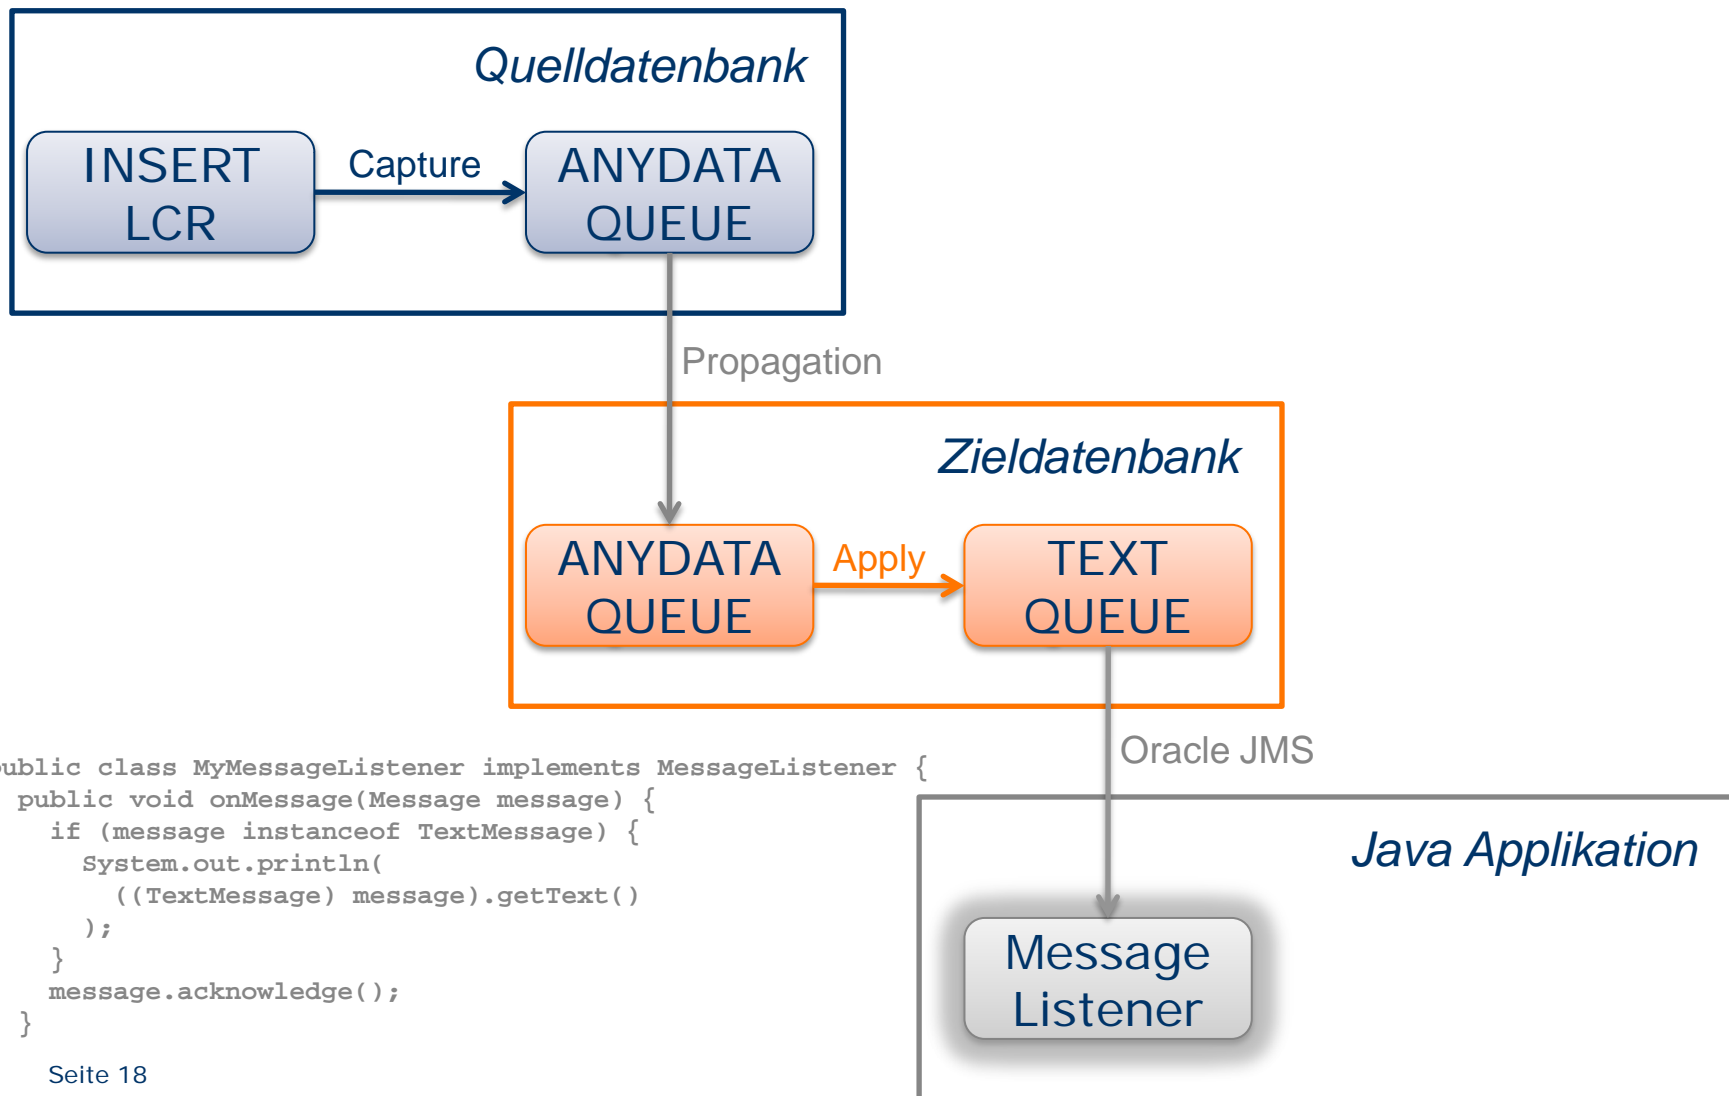 Quelldatenbank
INSERT
LCR
Capture
ANYDATA
QUEUE
Propagation
Zieldatenbank
ANYDATA
QUEUE
Apply
TEXT
QUEUE
Oracle JMS
public class MyMessageListener implements MessageListener {
  public void onMessage(Message message) {
    if (message instanceof TextMessage) {
      System.out.println(
        ((TextMessage) message).getText()
      );
    }
    message.acknowledge();
  }
Java Applikation
Message
Listener
Seite 18